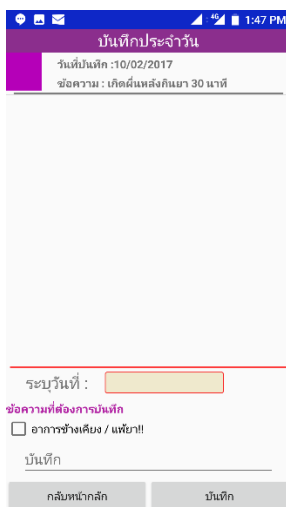 1:47 PM
บันทึกประจำวัน
วันที่บันทึก :10/02/2017
ข้อความ : เกิดผื่นหลังกินยา 30 นาที
ระบุวันที่ :
ข้อความที่ต้องการบันทึก
อาการข้างเคียง / แพ้ยา!!
บันทึก
กลับหน้าหลัก บันทึก